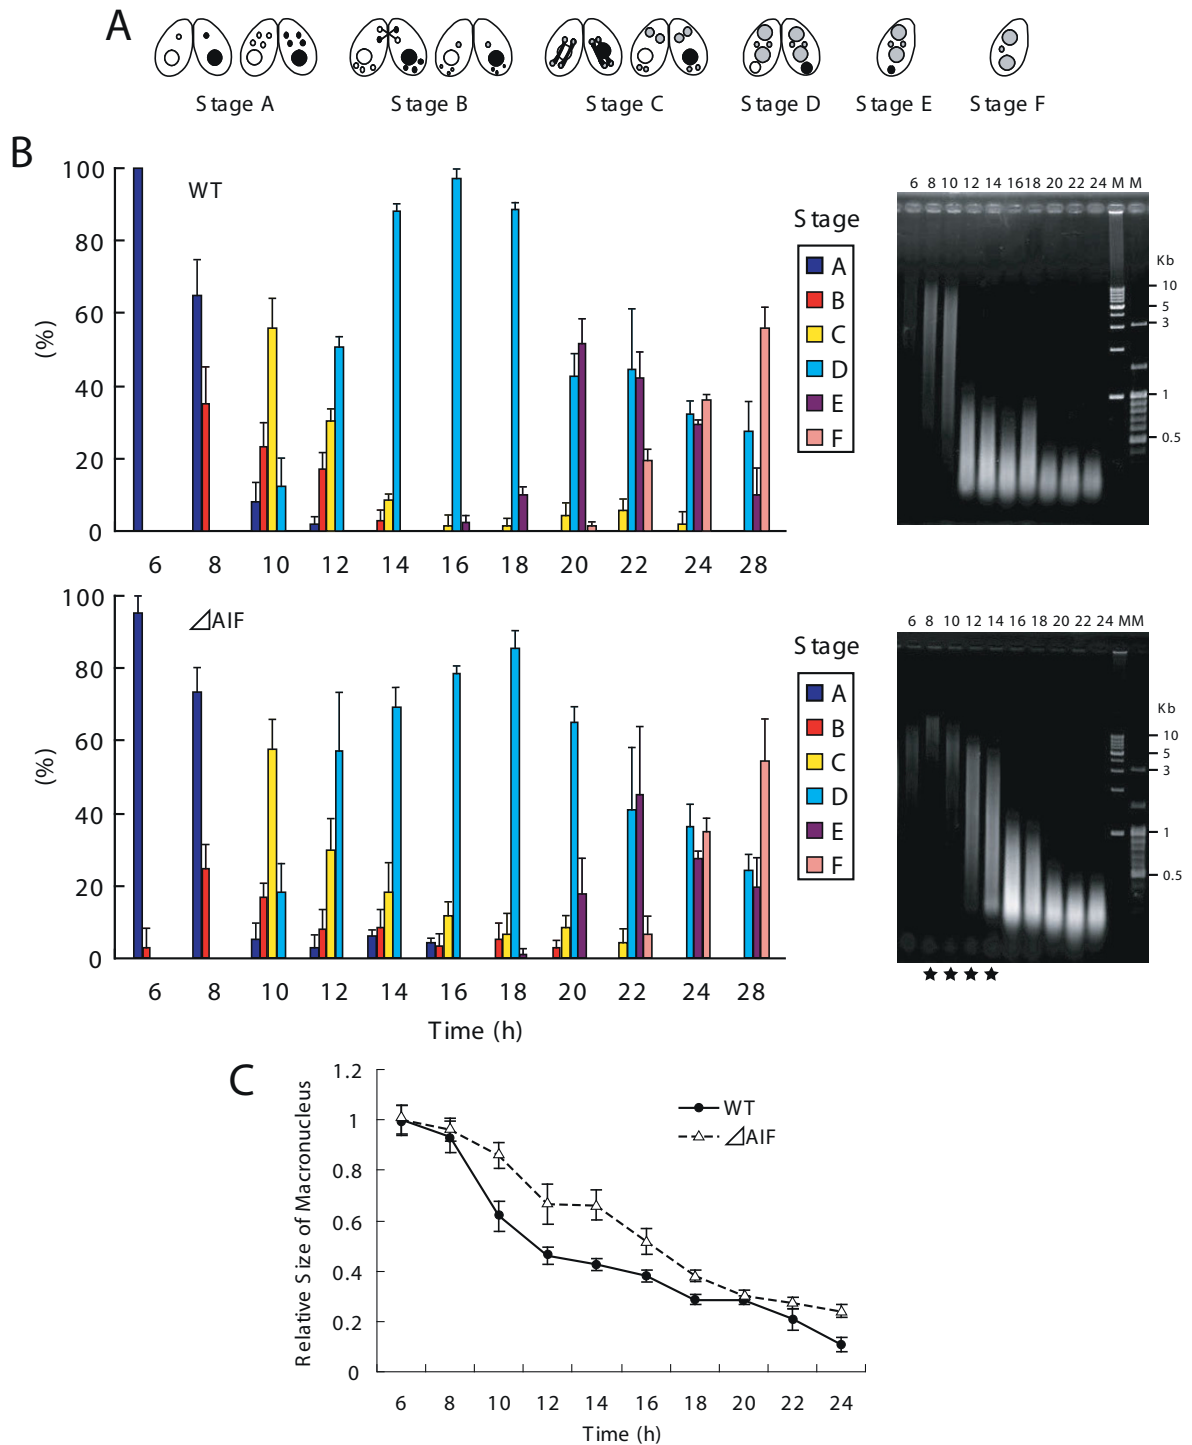 A
Stage A Stage B Stage C Stage D Stage E Stage F
B
100
80
60
40
20
0
(%)
WT
6 8 10 12 14 16 18 20 22 24 28
Stage
A
B
C
D
E
F
6 8 10 12 14 16 18 20 22 24 M M
Kb
10
5
3
1
0.5
100
80
60
40
20
0
(%)
⊿AIF
6 8 10 12 14 16 18 20 22 24 28
Time (h)
Stage
A
B
C
D
E
F
6 8 10 12 14 16 18 20 22 24 MM
Kb
10
5
3
1
0.5
★ ★ ★ ★
C
1.2
1
0.8
0.6
0.4
0.2
0
Relative Size of Macronucleus
WT
⊿AIF
6 8 10 12 14 16 18 20 22 24
Time (h)